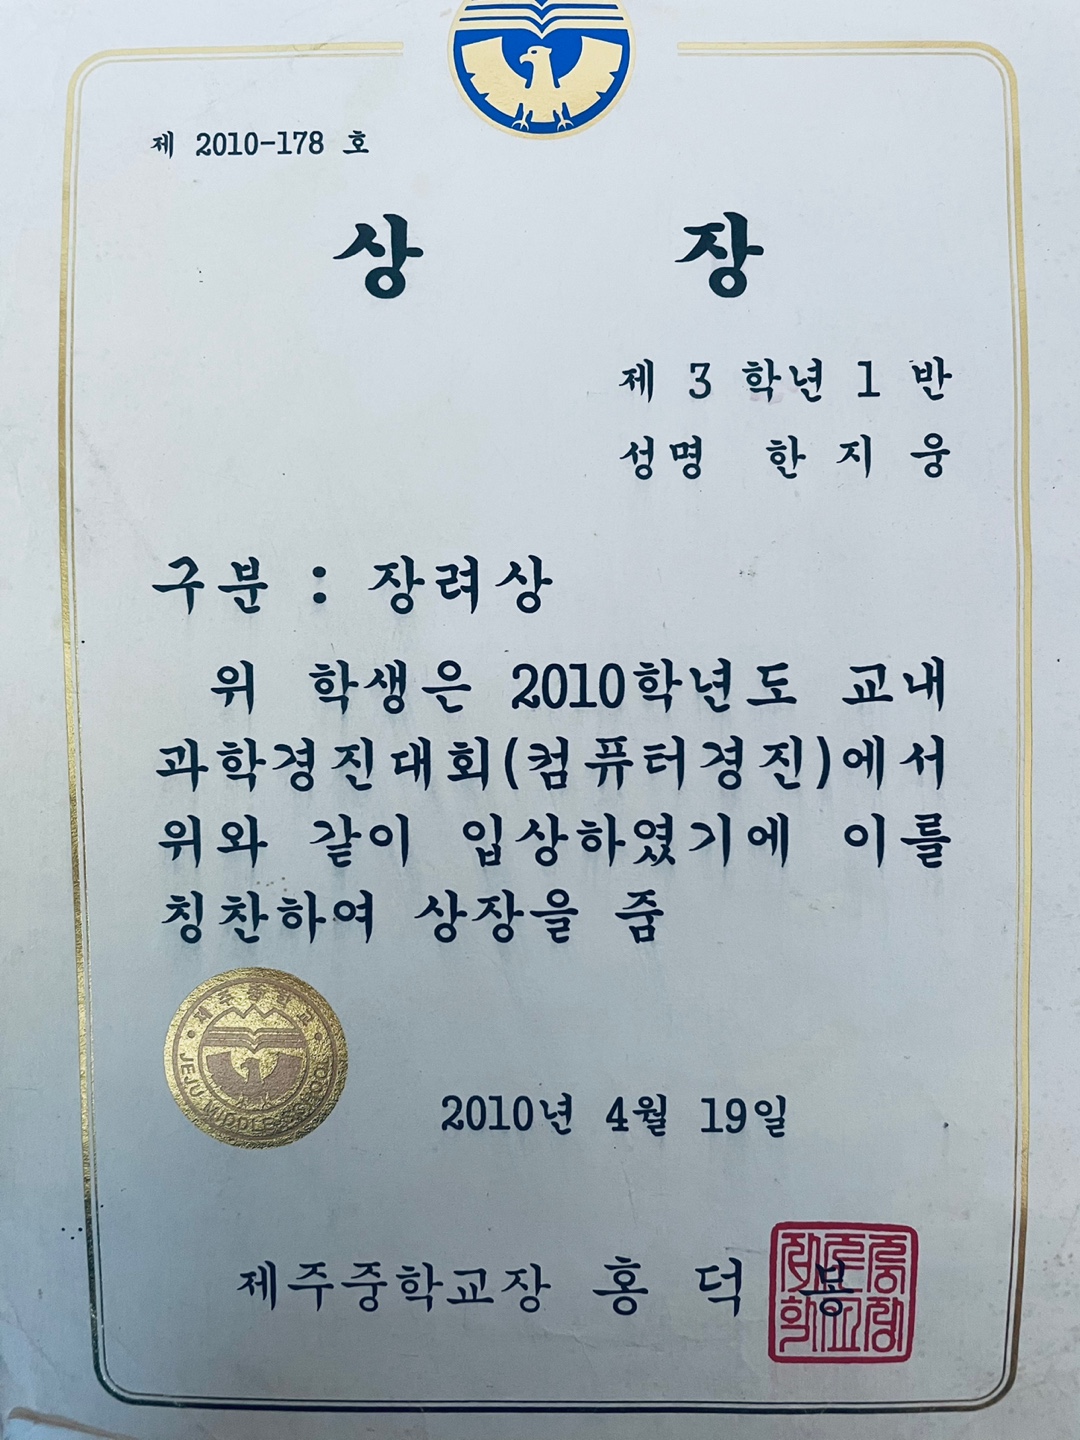 제 2010-178 호
상 장
제 3 학년 1 반
성명 한 지 웅
구분 : 장려상
위 학생은 2010학년도 교내
과학경진대회(컴퓨터경진)에서
위와 같이 입상하였기에 이를
칭찬하여 상장을 줌
제주중학교
JEJU MIDDLE SCHOOL
2010년 4월 19일
제주중학교장 홍 덕